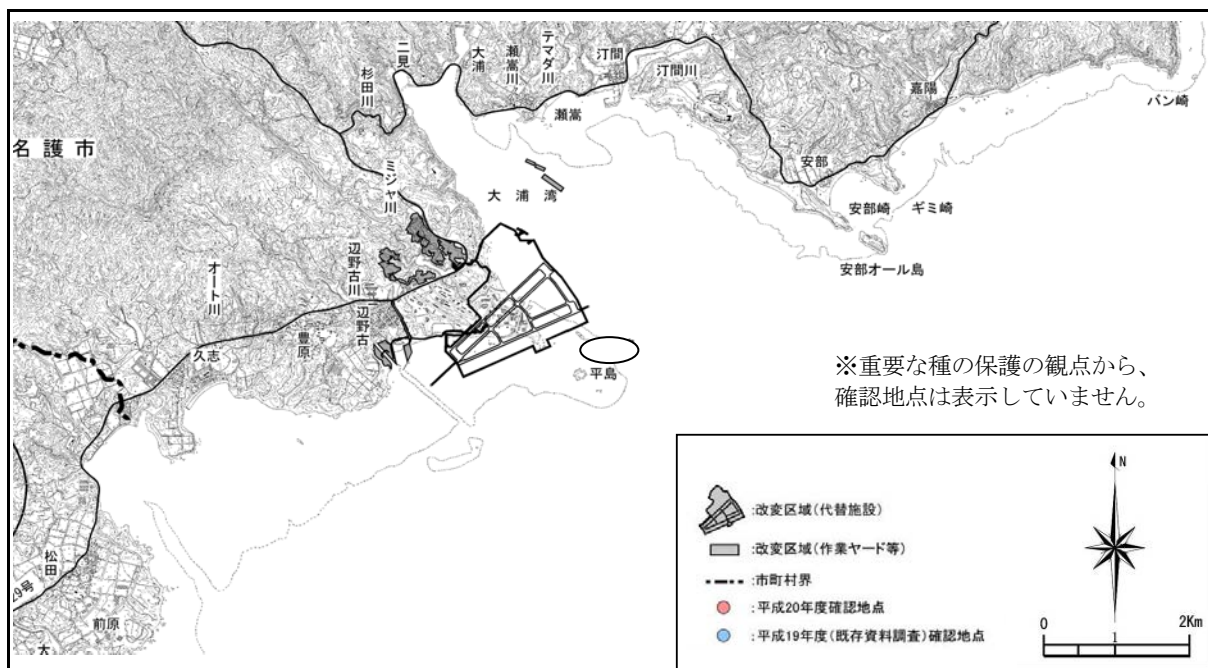 名護市
杉田川
二見
大浦
瀬嵩川
テマダ川
汀間
汀間川
瀬嵩
嘉陽
バン崎
安部
安部崎
ギミ崎
安部オール島
大浦湾
ミジャ川
辺野古川
辺野古
オート川
久志
豊原
平島
松田
前原
29号
大
※重要な種の保護の観点から、
確認地点は表示していません。
:改変区域(代替施設)
:改変区域(作業ヤード等)
:市町村界
:平成20年度確認地点
:平成19年度(既存資料調査)確認地点
N
0 1 2Km